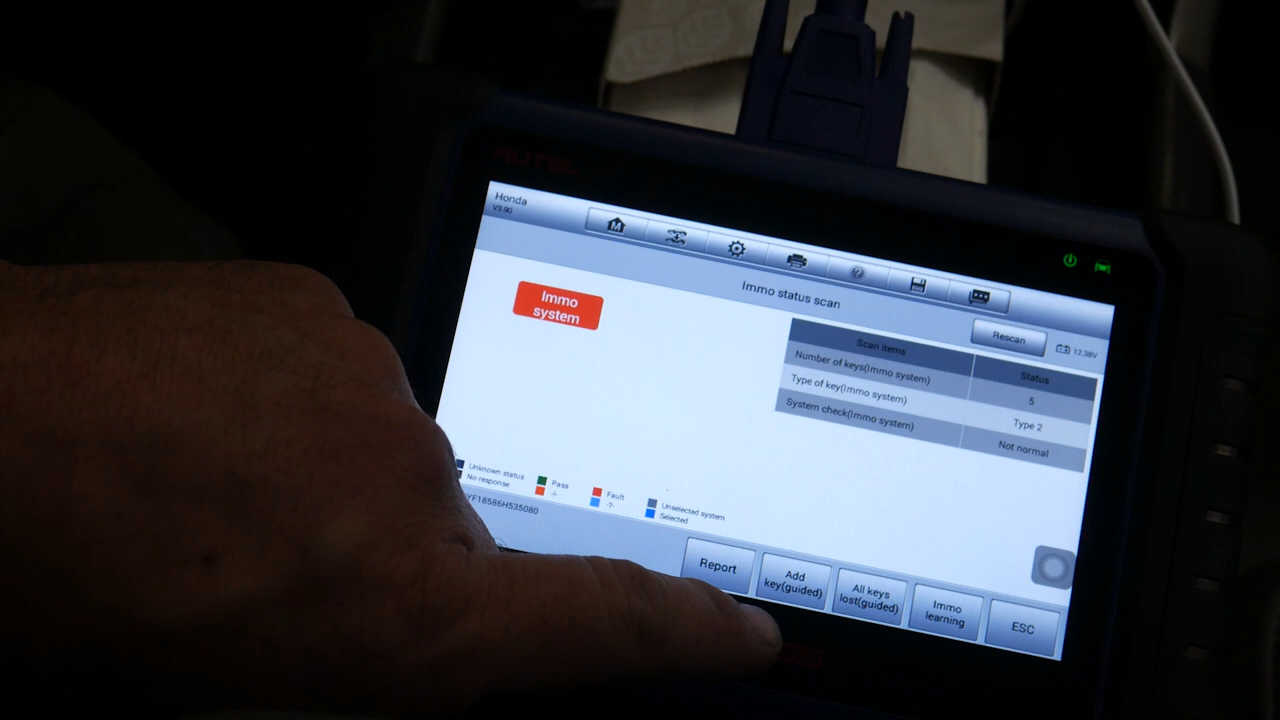 AUTEL
Honda
V3.90
M
Immo status scan
Rescan
12.38V
Immo
system
Scan items
Status
Number of keys(Immo system)
5
Type of key(Immo system)
Type 2
System check(Immo system)
Not normal
Unknown status
Pass
Fault
Unselected system
No response
-!-
-?-
Selected
YF18586H535080
Report
Add
key(guided)
All keys
lost(guided)
Immo
learning
ESC